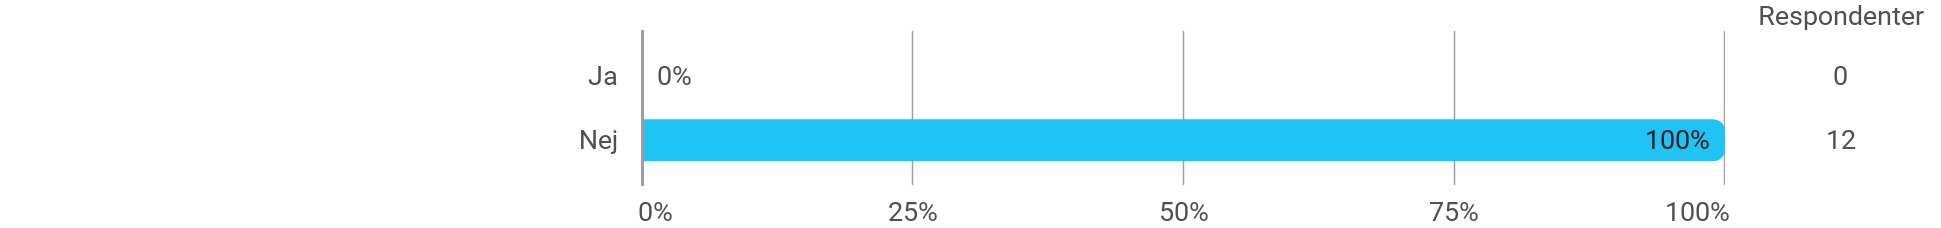 Respondenter
Ja 0% 0
Nej 100% 12
0% 25% 50% 75% 100%